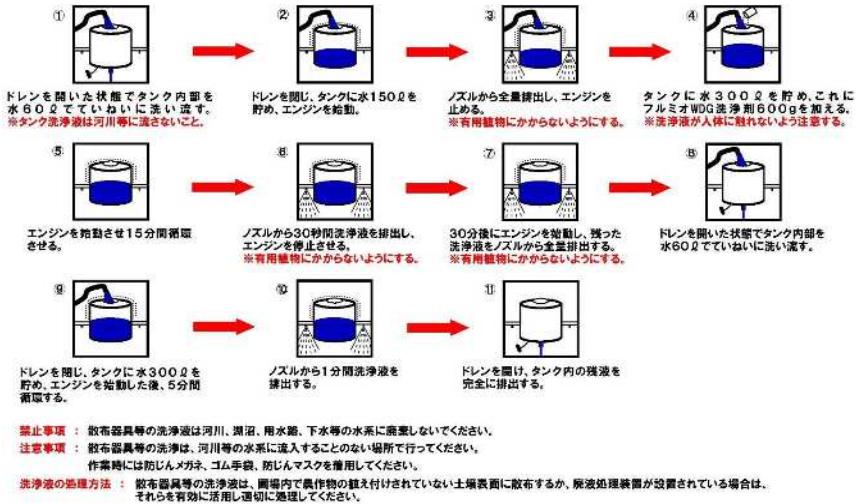 ①
ドレンを開いた状態でタンク内部を
水60ℓでていねいに洗い流す。
※タンク洗浄液は河川等に流さないこと。
②
ドレンを閉じ、タンクに水150ℓを
貯め、エンジンを始動。
③
ノズルから全量排出し、エンジンを
止める。
※有用植物にかからないようにする。
④
タンクに水300ℓを貯め、これに
フルミオWDG洗浄剤600gを加える。
※洗浄液が人体に触れないよう注意する。
⑤
エンジンを始動させ15分間循環
させる。
⑥
ノズルから30秒間洗浄液を排出し、
エンジンを停止させる。
※有用植物にかからないようにする。
⑦
30分後にエンジンを始動し、残った
洗浄液をノズルから全量排出する。
※有用植物にかからないようにする。
⑧
ドレンを開いた状態でタンク内部を
水60ℓでていねいに洗い流す。
⑨
ドレンを閉じ、タンクに水300ℓを
貯め、エンジンを始動した後、5分間
循環する。
⑩
ノズルから1分間洗浄液を
排出する。
⑪
ドレンを開け、タンク内の残液を
完全に排出する。
禁止事項 : 散布器具等の洗浄液は河川、湖沼、用水路、下水等の水系に廃棄しないでください。
注意事項 : 散布器具等の洗浄は、河川等の水系に流入することのない場所で行ってください。
作業時には防じんメガネ、ゴム手袋、防じんマスクを着用してください。
洗浄液の処理方法 : 散布器具等の洗浄液は、圃場内で農作物の植え付けされていない土壌表面に散布するか、廃液処理装置が設置されている場合は、
それらを有効に活用し適切に処理してください。